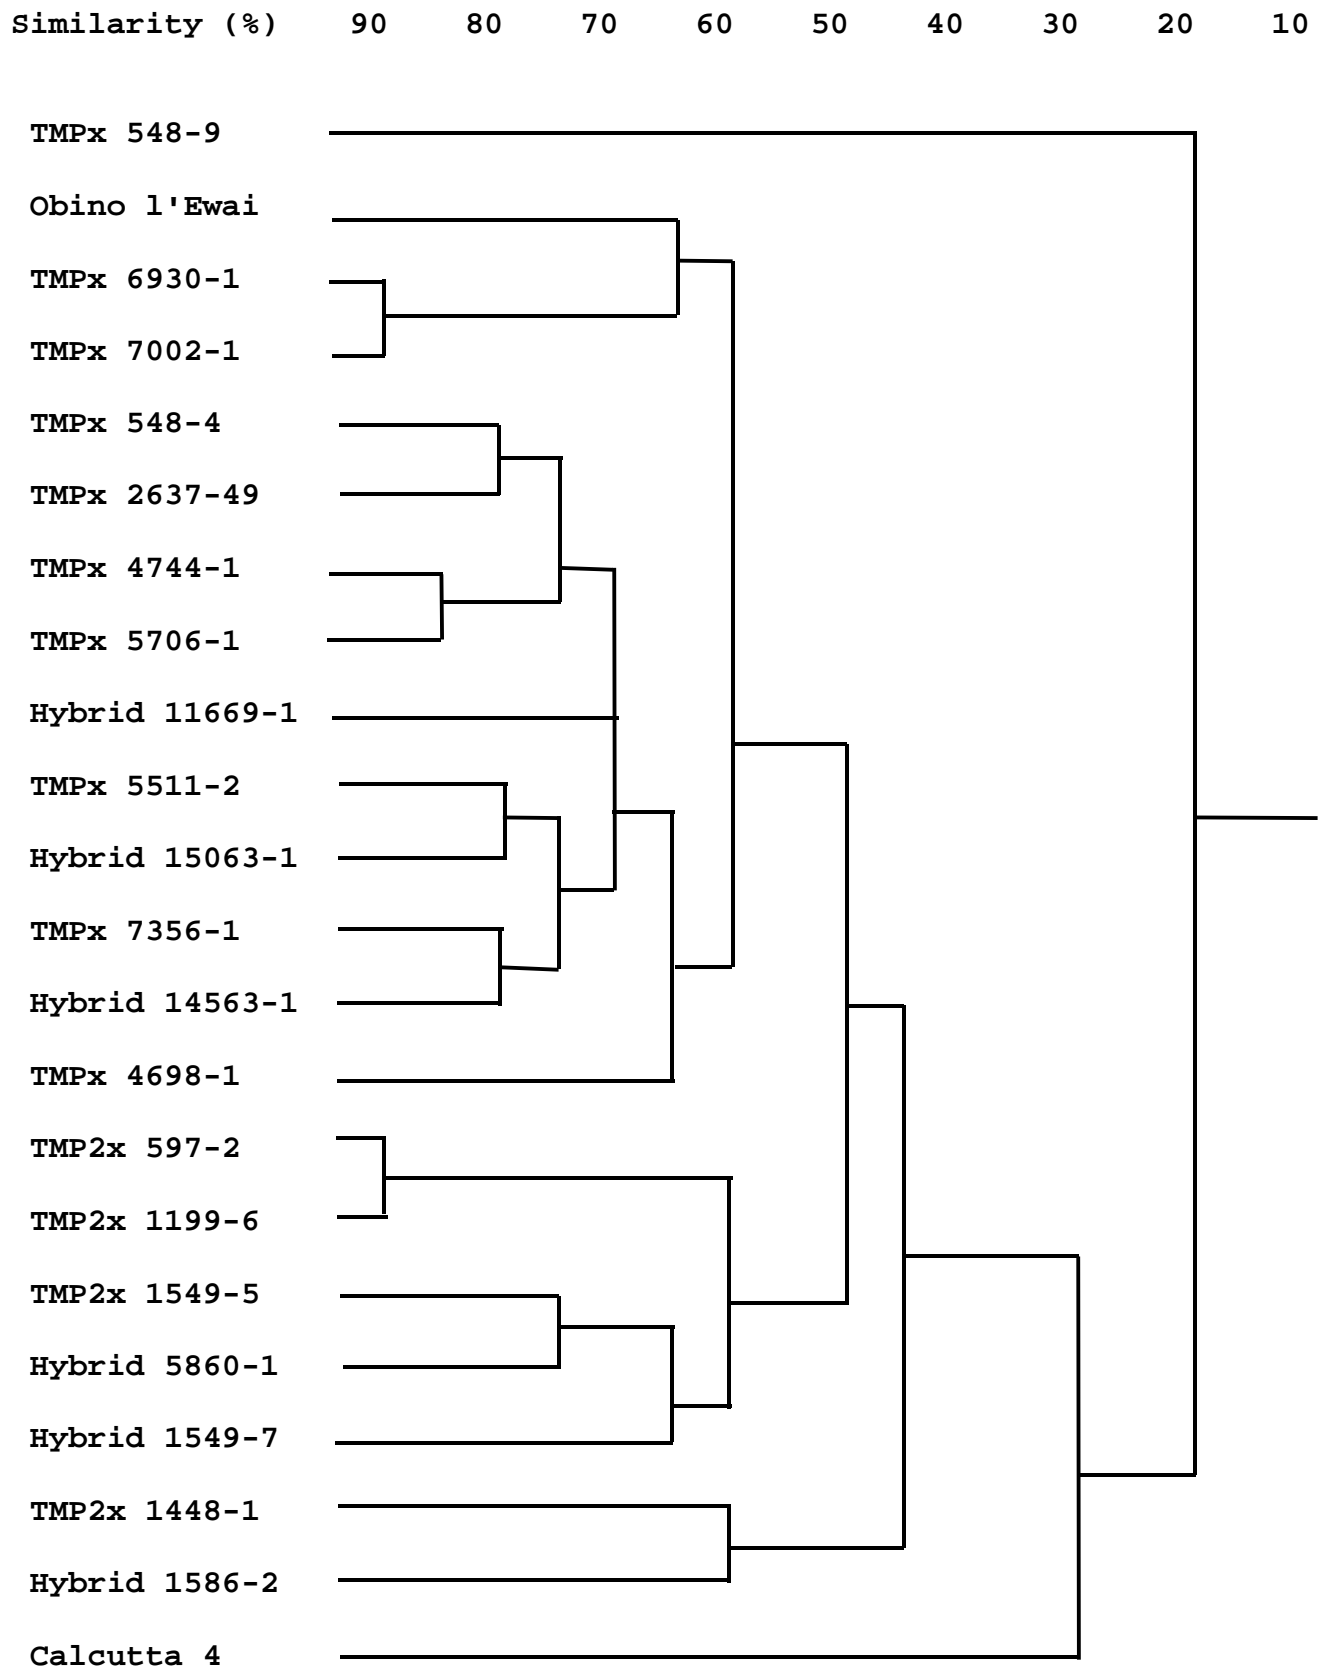 Similarity (%) 90 80 70 60 50 40 30 20 10
TMPx 548-9
Obino l'Ewai
TMPx 6930-1
TMPx 7002-1
TMPx 548-4
TMPx 2637-49
TMPx 4744-1
TMPx 5706-1
Hybrid 11669-1
TMPx 5511-2
Hybrid 15063-1
TMPx 7356-1
Hybrid 14563-1
TMPx 4698-1
TMP2x 597-2
TMP2x 1199-6
TMP2x 1549-5
Hybrid 5860-1
Hybrid 1549-7
TMP2x 1448-1
Hybrid 1586-2
Calcutta 4